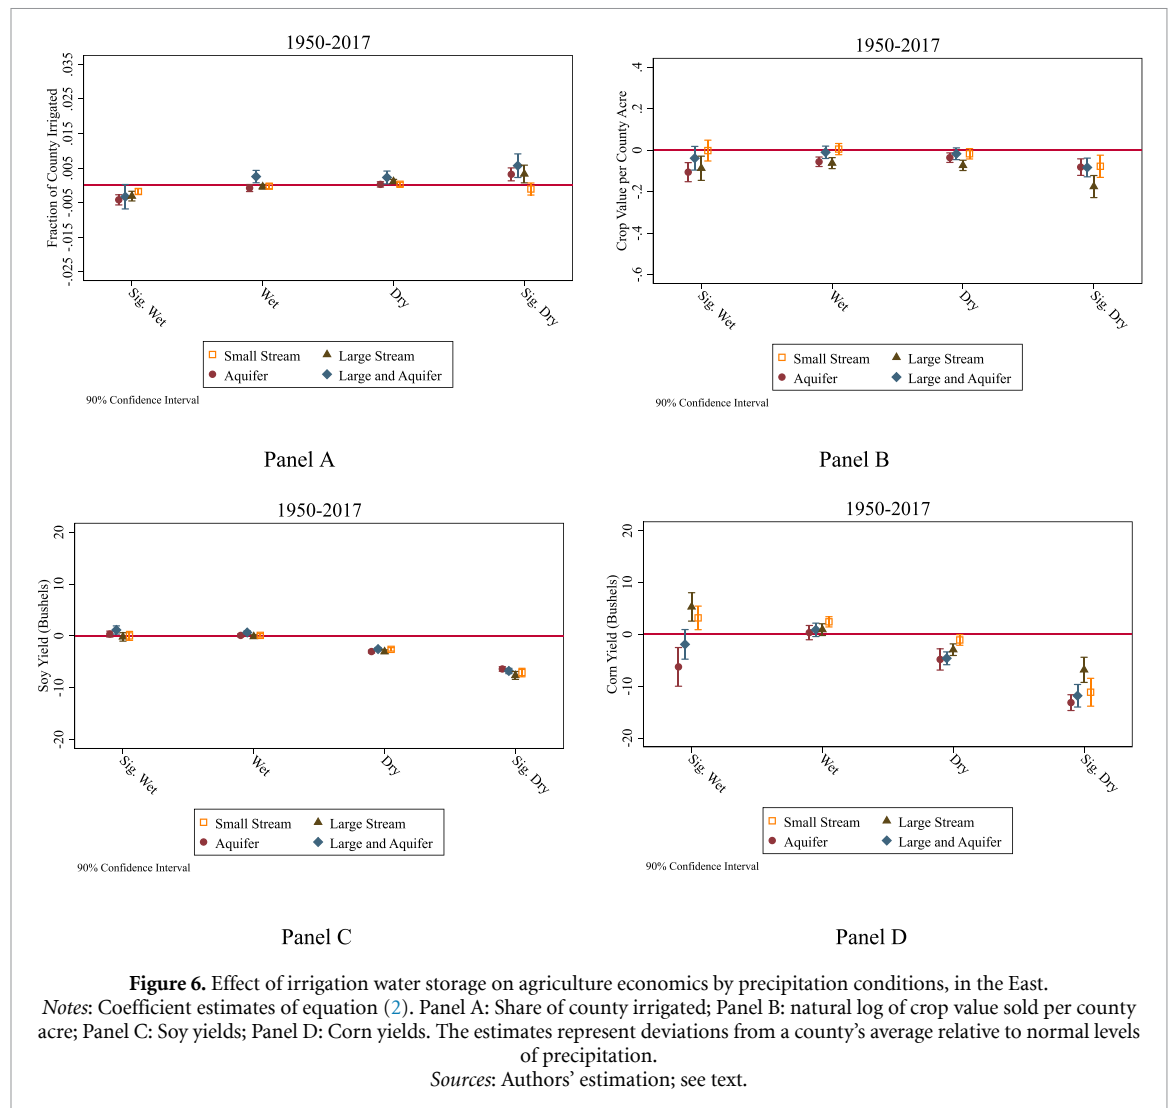 1950-2017
Fraction of County Irrigated
.035
.025
.015
.005
-.005
-.015
-.025
Sig. Wet
Wet
Dry
Sig. Dry
Small Stream
Large Stream
Aquifer
Large and Aquifer
90% Confidence Interval
Panel A
1950-2017
Crop Value per County Acre
.4
.2
0
-.2
-.4
-.6
Sig. Wet
Wet
Dry
Sig. Dry
Small Stream
Large Stream
Aquifer
Large and Aquifer
90% Confidence Interval
Panel B
1950-2017
Soy Yield (Bushels)
20
10
0
-10
-20
Sig. Wet
Wet
Dry
Sig. Dry
Small Stream
Large Stream
Aquifer
Large and Aquifer
90% Confidence Interval
Panel C
1950-2017
Corn Yield (Bushels)
20
10
0
-10
-20
Sig. Wet
Wet
Dry
Sig. Dry
Small Stream
Large Stream
Aquifer
Large and Aquifer
90% Confidence Interval
Panel D
Figure 6. Effect of irrigation water storage on agriculture economics by precipitation conditions, in the East.
Notes: Coefficient estimates of equation (2). Panel A: Share of county irrigated; Panel B: natural log of crop value sold per county
acre; Panel C: Soy yields; Panel D: Corn yields. The estimates represent deviations from a county's average relative to normal levels
of precipitation.
Sources: Authors' estimation; see text.